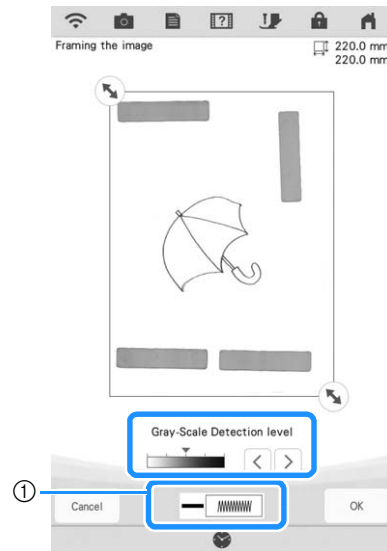 Framing the image
220.0 mm
220.0 mm
Gray-Scale Detection level
①
Cancel
OK